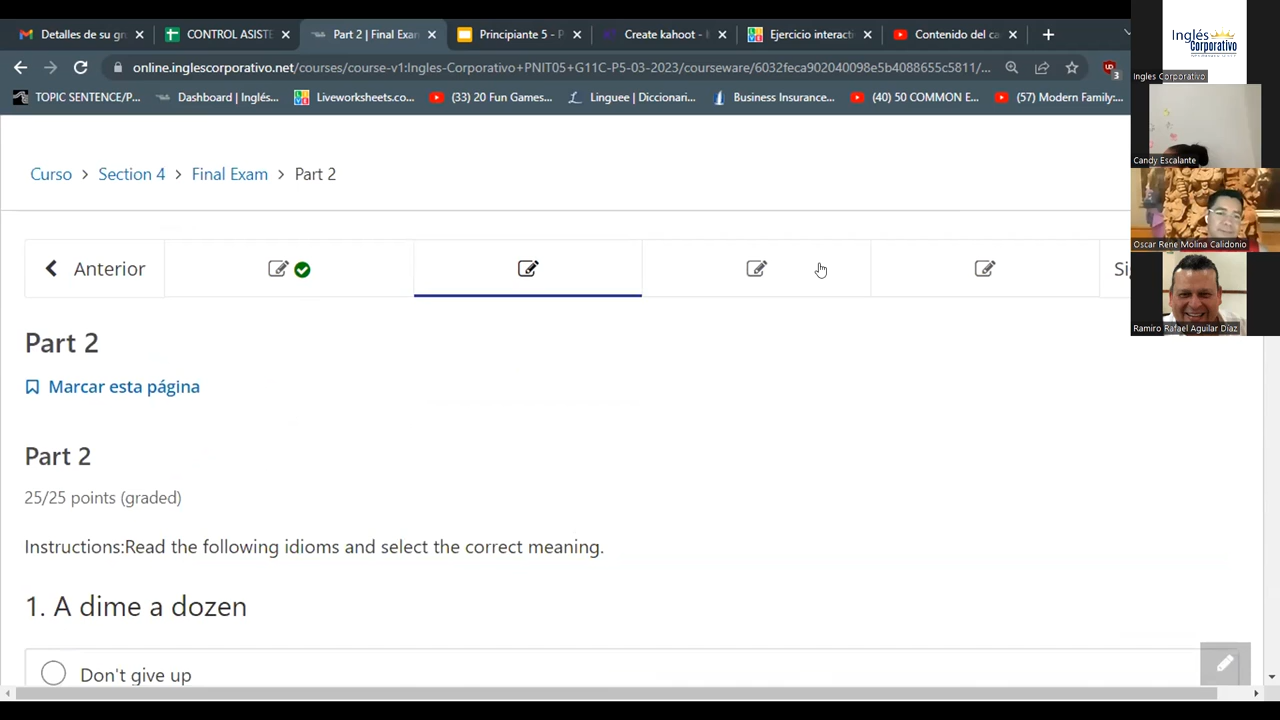 Detalles de su gn
CONTROL ASISTE
Part 2 | Final Exan
Principiante 5 - P
Create kahoot - k
Ejercicio interacti
Contenido del ca
online.inglescorporativo.net/courses/course-v1:Ingles-Corporativo
IT05+G11C-P5-03-2023/courseware/
TOPIC SENTENCE/P...
Dashboard | Inglés...
Liveworksheets.co...
(33) 20 Fun Games...
Linguee | Diccionari...
Business Insurance...
(40) 50 COMMON E...
(57) Modern Family:...
Inglés
Corporativo
Ingles Corporativo
Candy Escalante
Oscar Rene Molina Calidonio
Ramiro Rafael Aguilar Díaz
Curso > Section 4 > Final Exam > Part 2
Anterior
Si
Part 2
Marcar esta página
Part 2
25/25 points (graded)
Instructions:Read the following idioms and select the correct meaning.
1. A dime a dozen
Don't give up